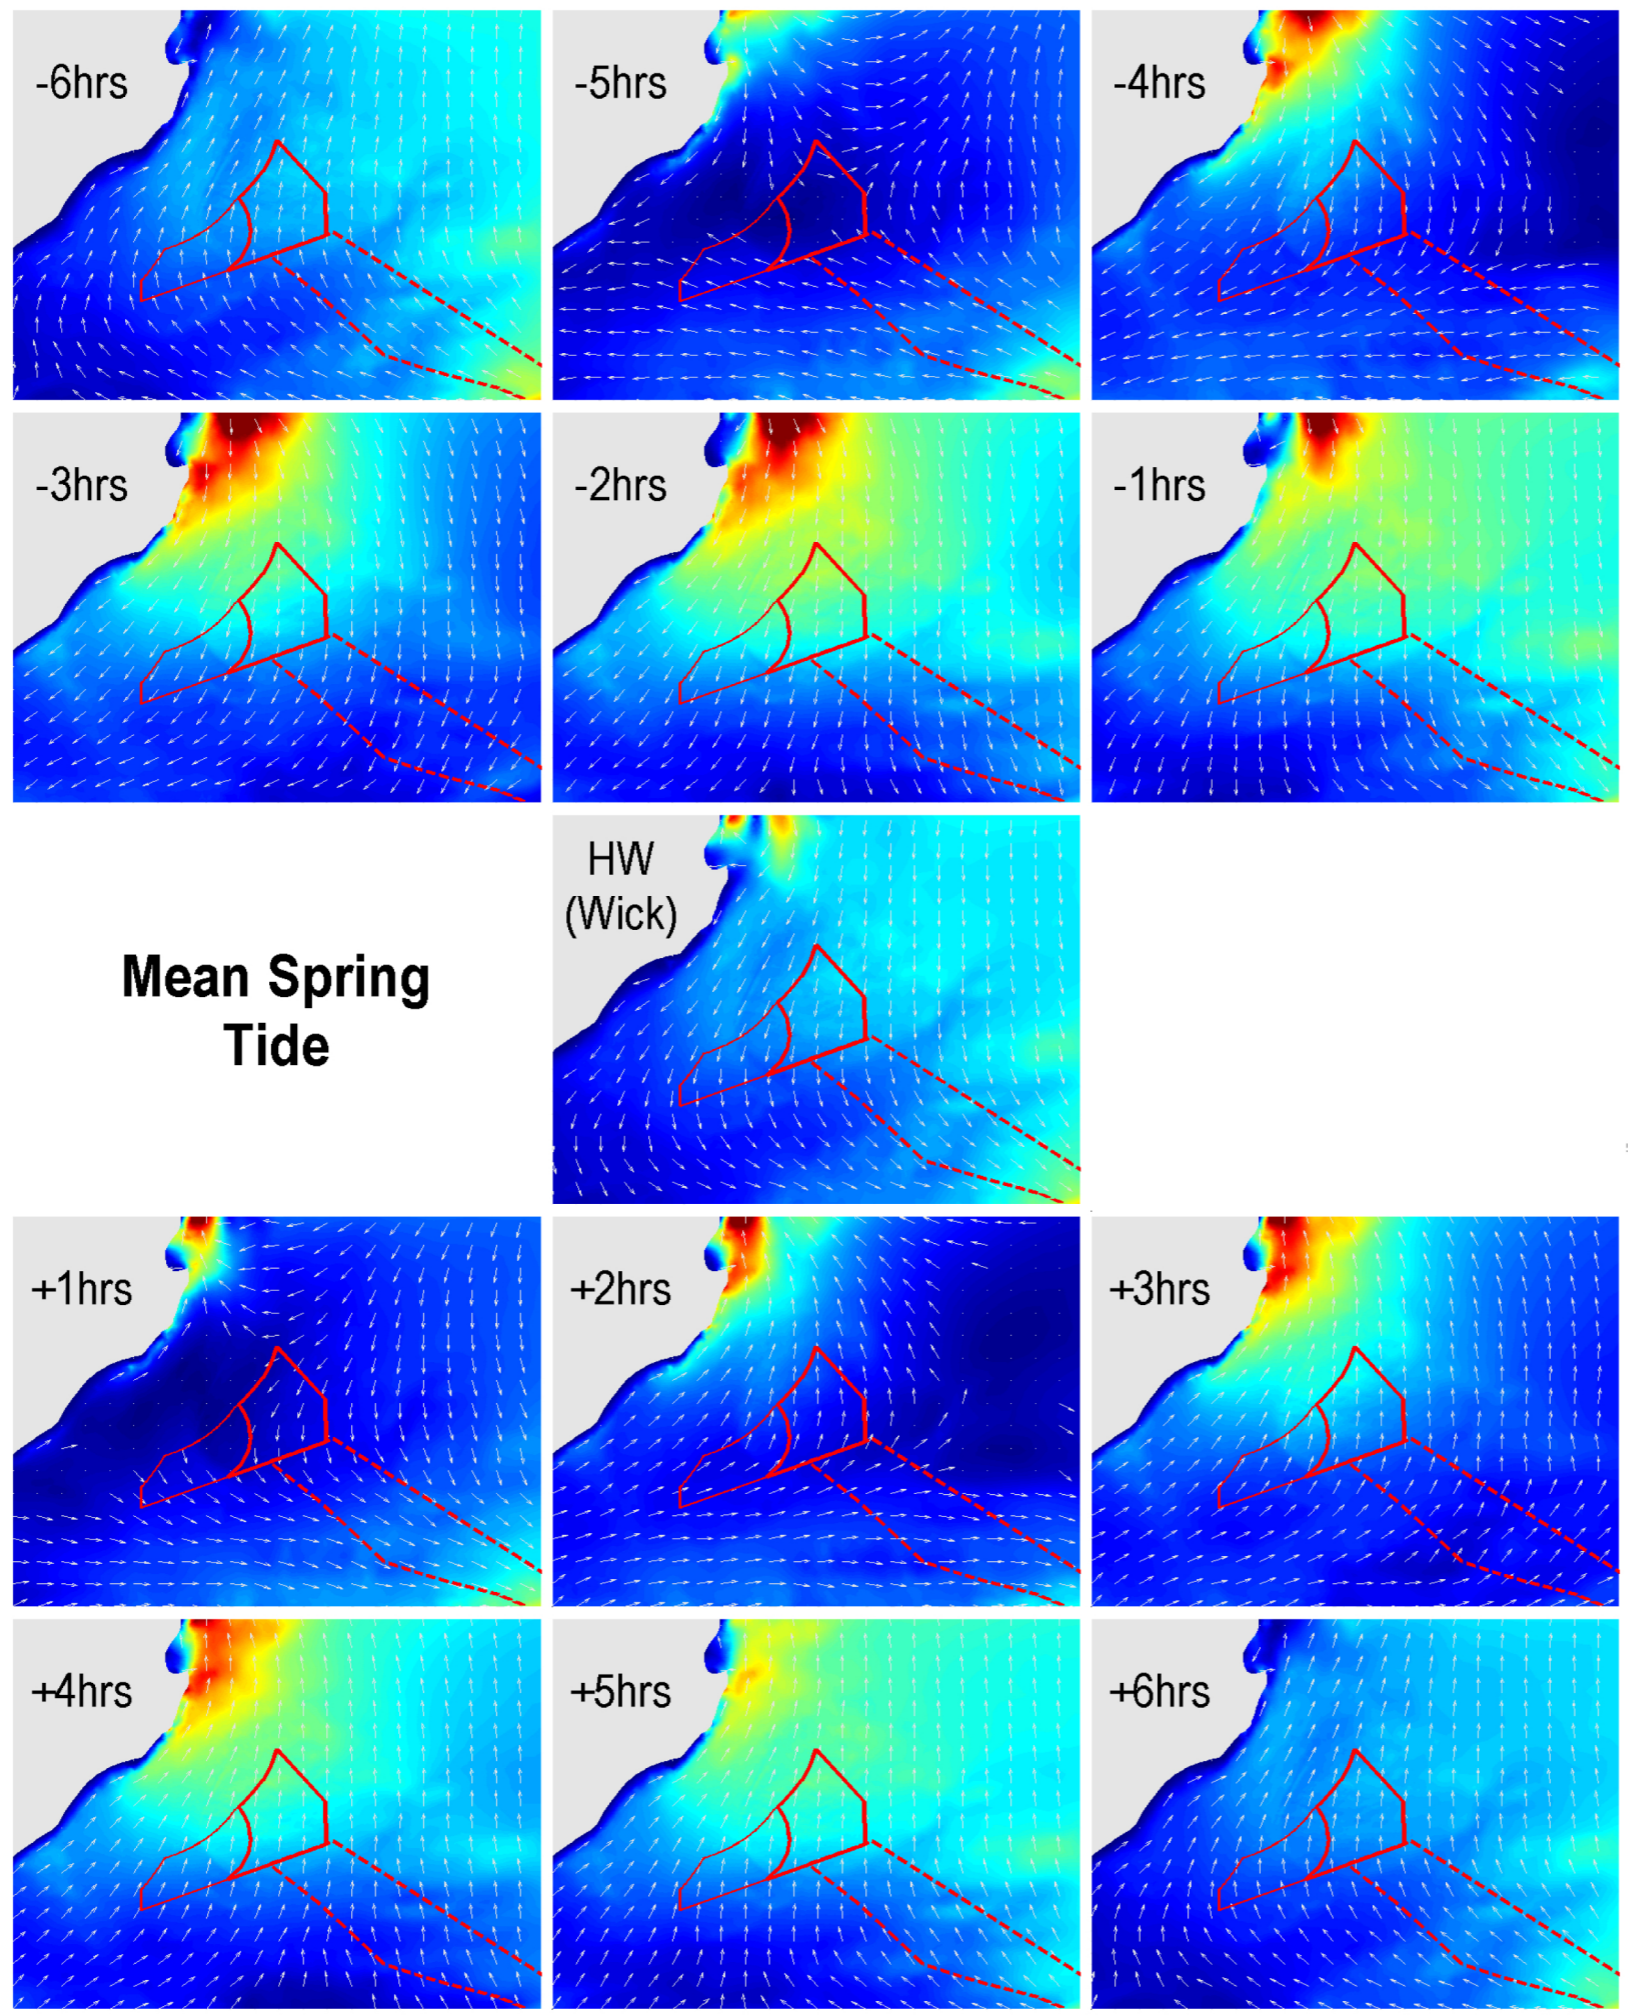 -6hrs
-5hrs
-4hrs
-3hrs
-2hrs
-1hrs
Mean Spring
Tide
HW
(Wick)
+1hrs
+2hrs
+3hrs
+4hrs
+5hrs
+6hrs